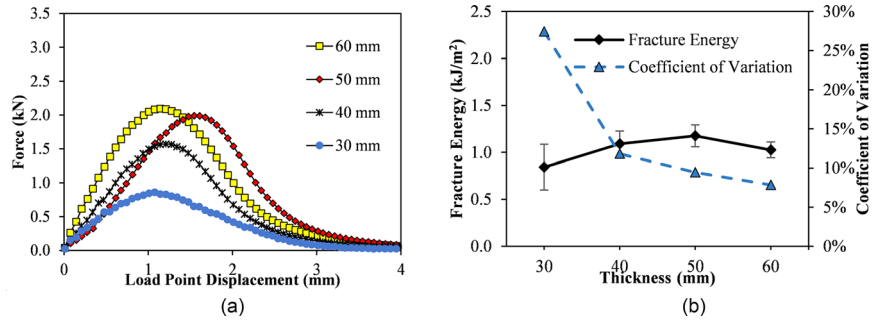 3.5
3.0
2.5
2.0
1.5
1.0
0.5
0.0
Force (kN)
60 mm
50 mm
40 mm
30 mm
0
1
2
3
4
Load Point Displacement (mm)
(a)
2.5
2.0
1.5
1.0
0.5
0.0
Fracture Energy (kJ/m²)
Fracture Energy
Coefficient of Variation
30%
25%
20%
15%
10%
5%
0%
Coefficient of Variation
30
40
50
60
Thickness (mm)
(b)